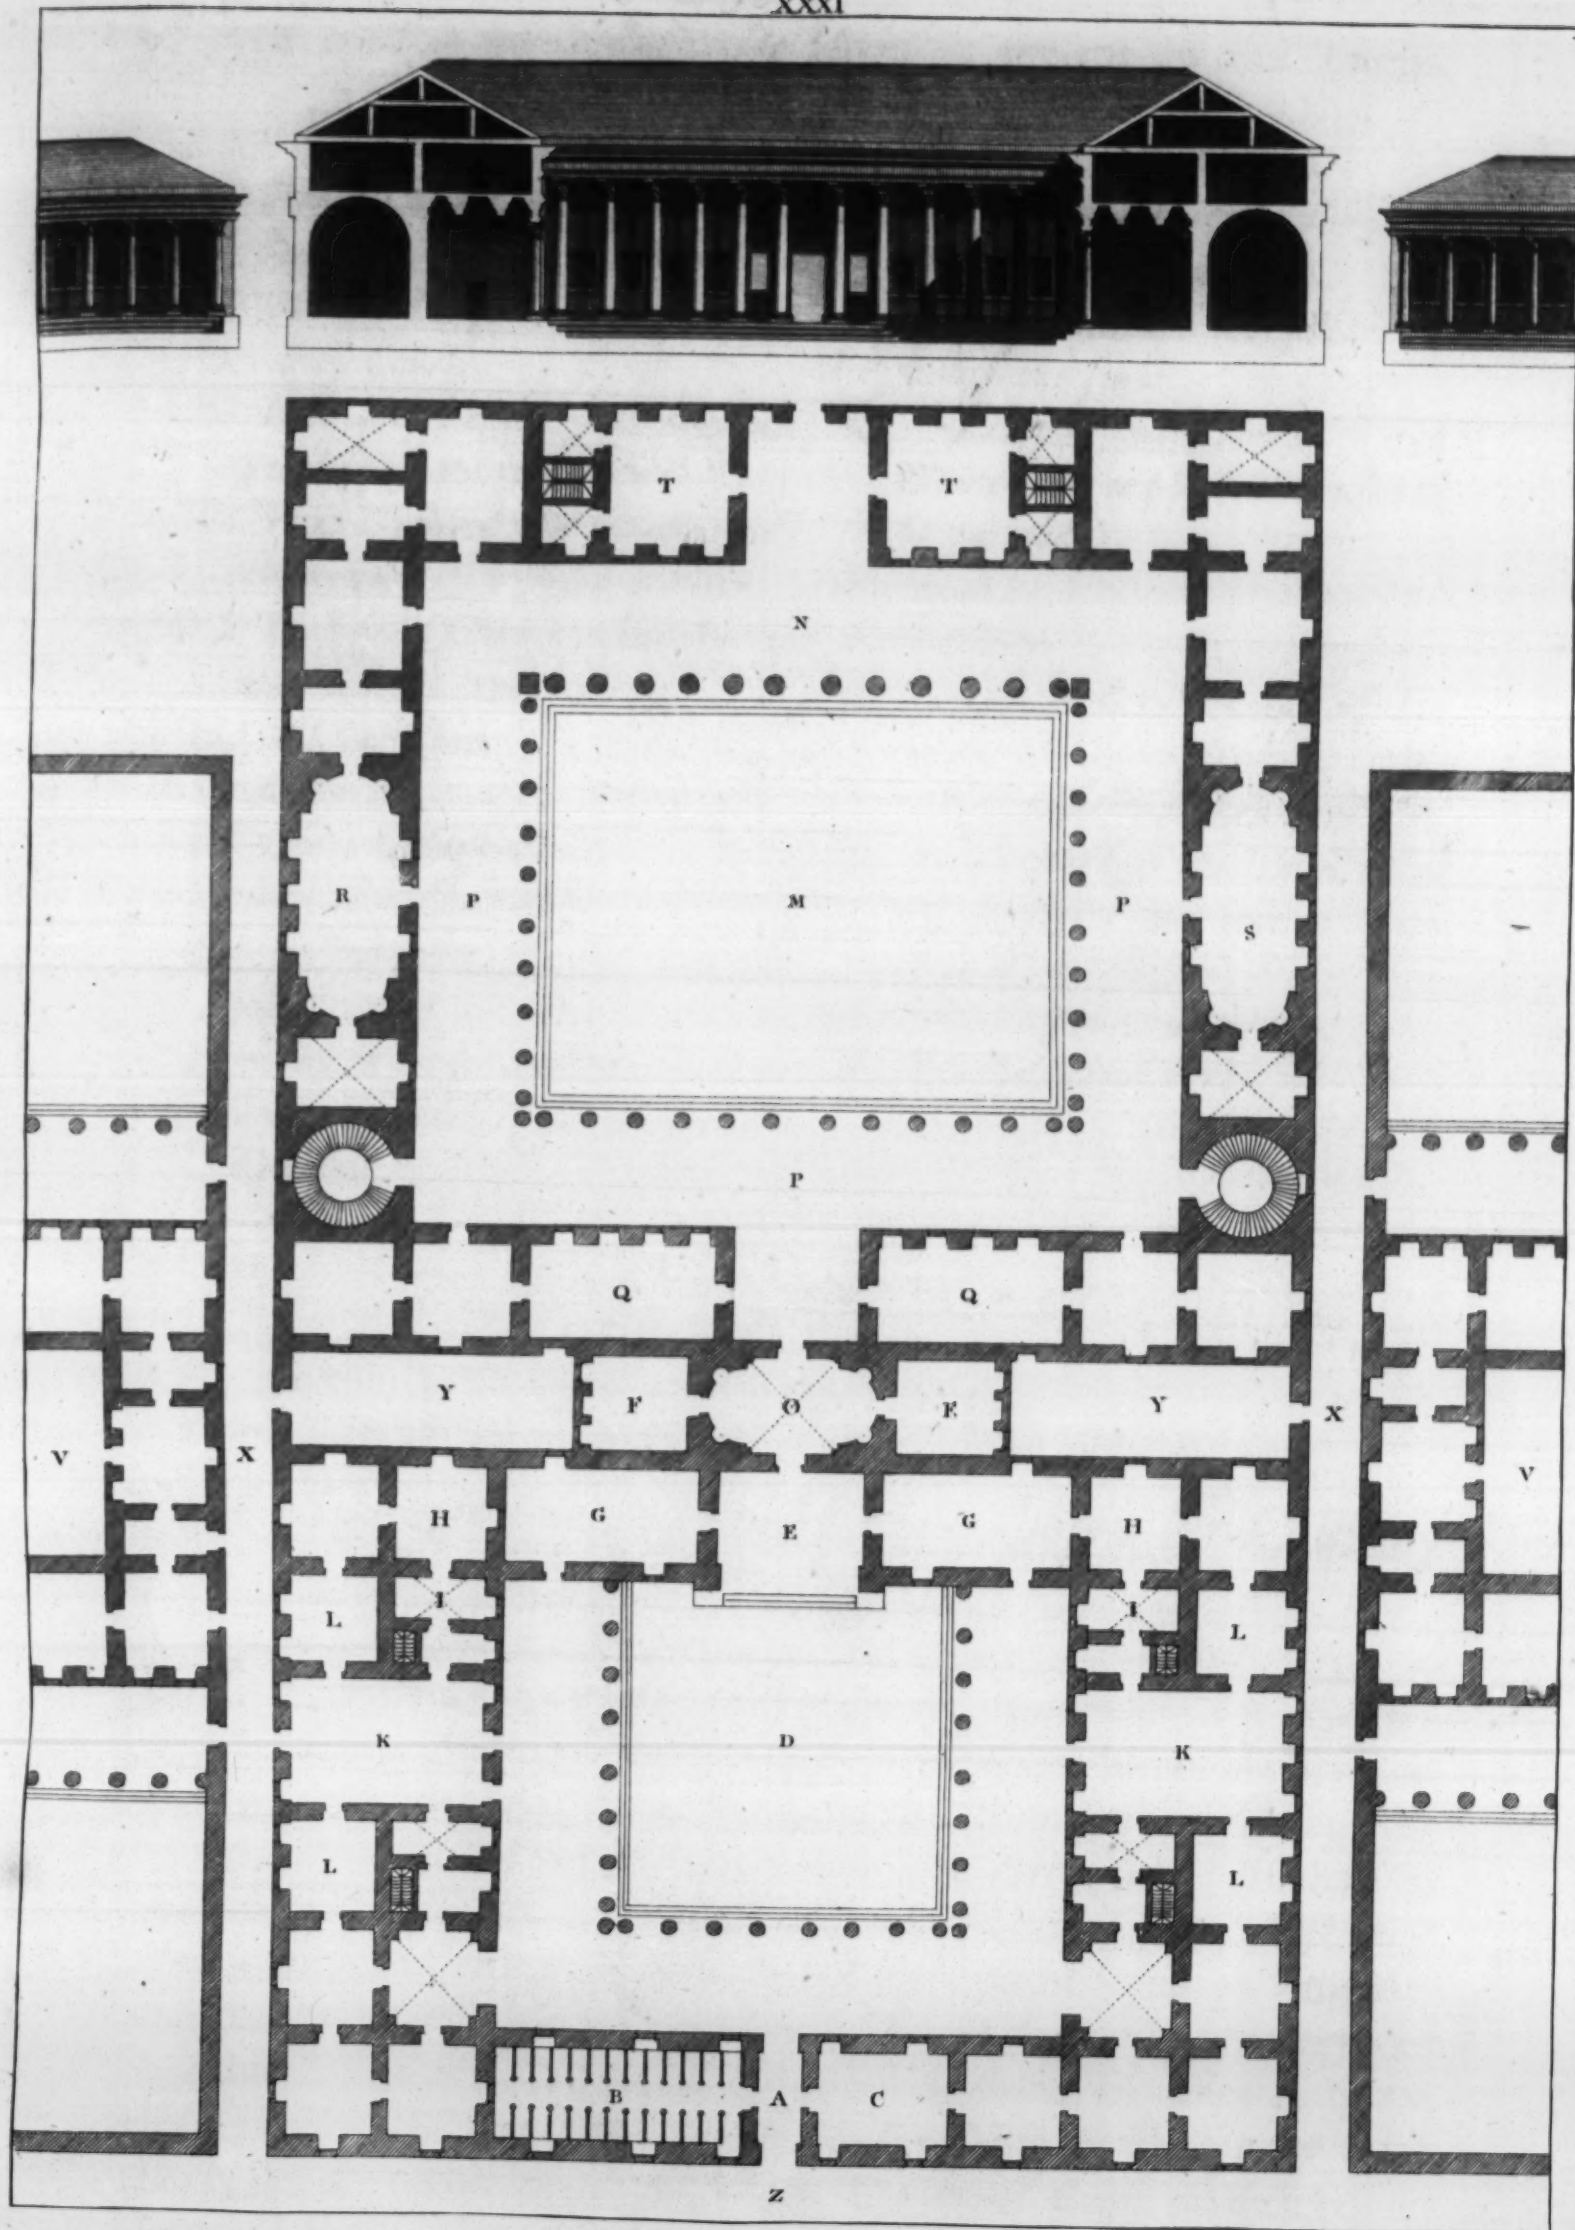 XXXI
T T
N
R P M P S
P
Q Q
Y F O F Y
V X X V
H G E G H
I I
L L
K D K
L L
B A C
Z